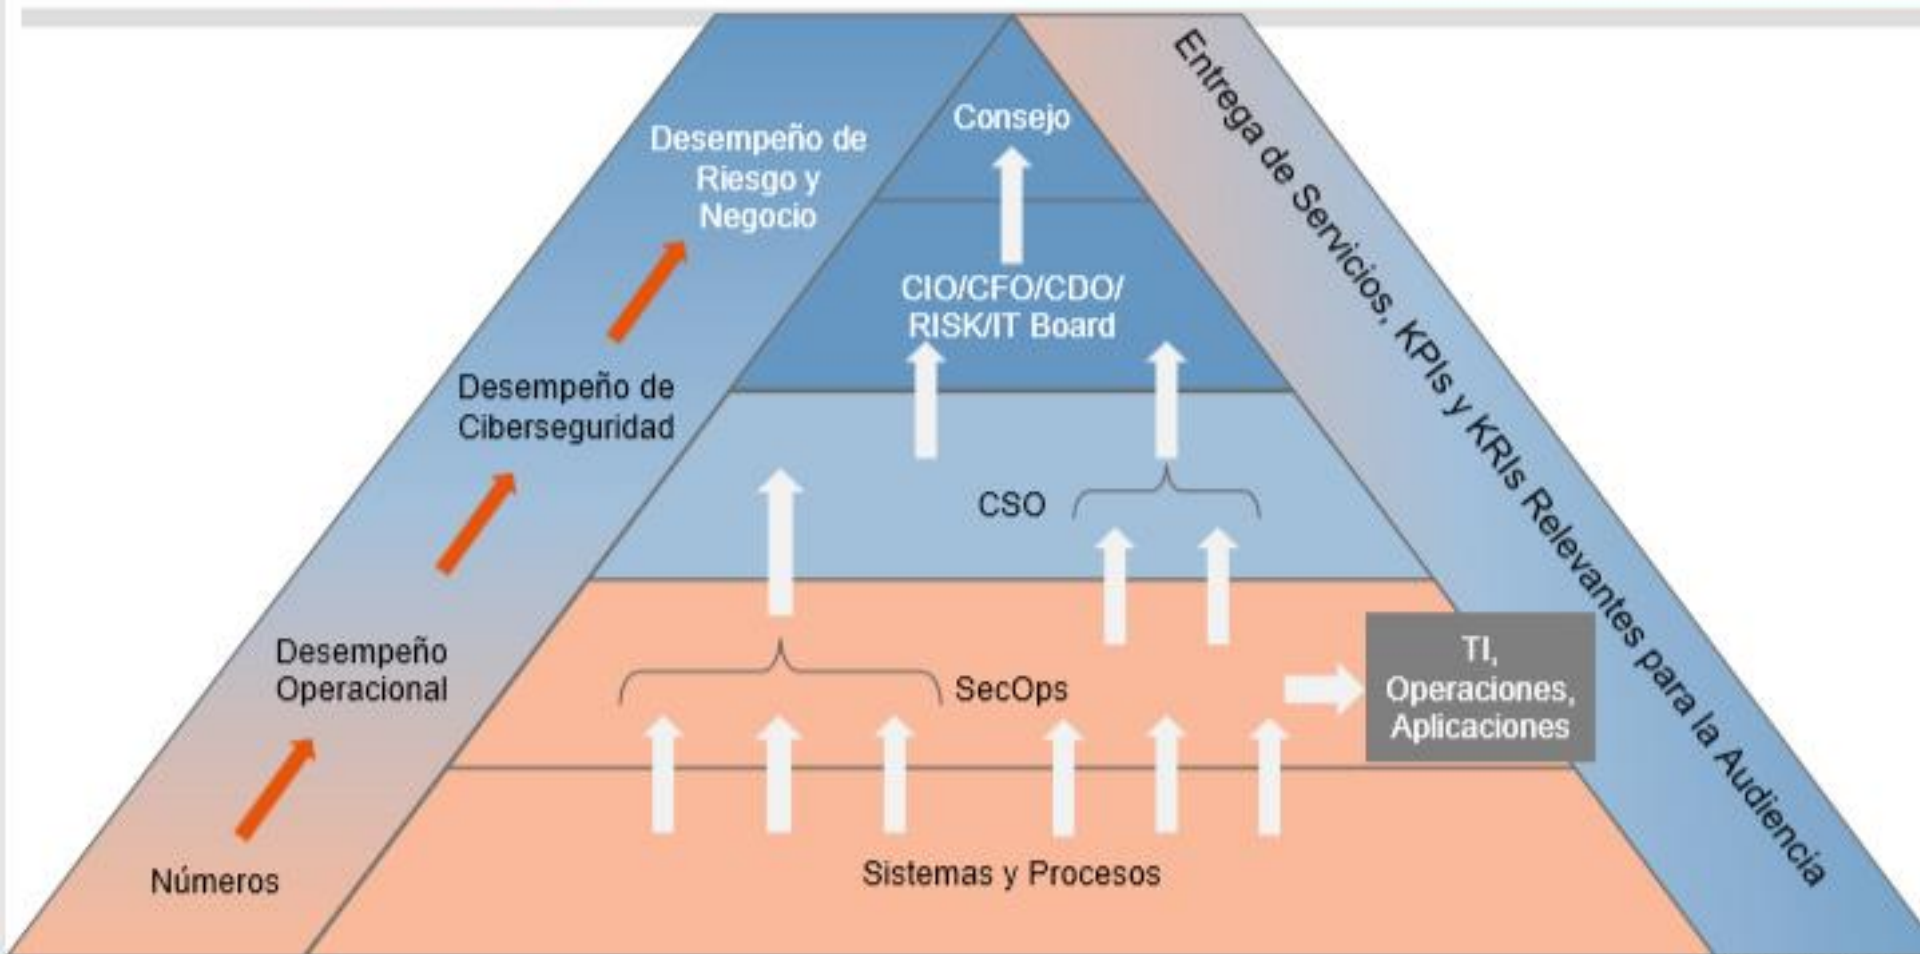 Consejo
Desempeño de
Riesgo y
Negocio
CIO/CFO/CDO/
RISK/IT Board
Desempeño de
Ciberseguridad
CSO
Desempeño
Operacional
SecOps
TI,
Operaciones,
Aplicaciones
Números
Sistemas y Procesos
Entrega de Servicios, KPIs y KRIs Relevantes para la Audiencia